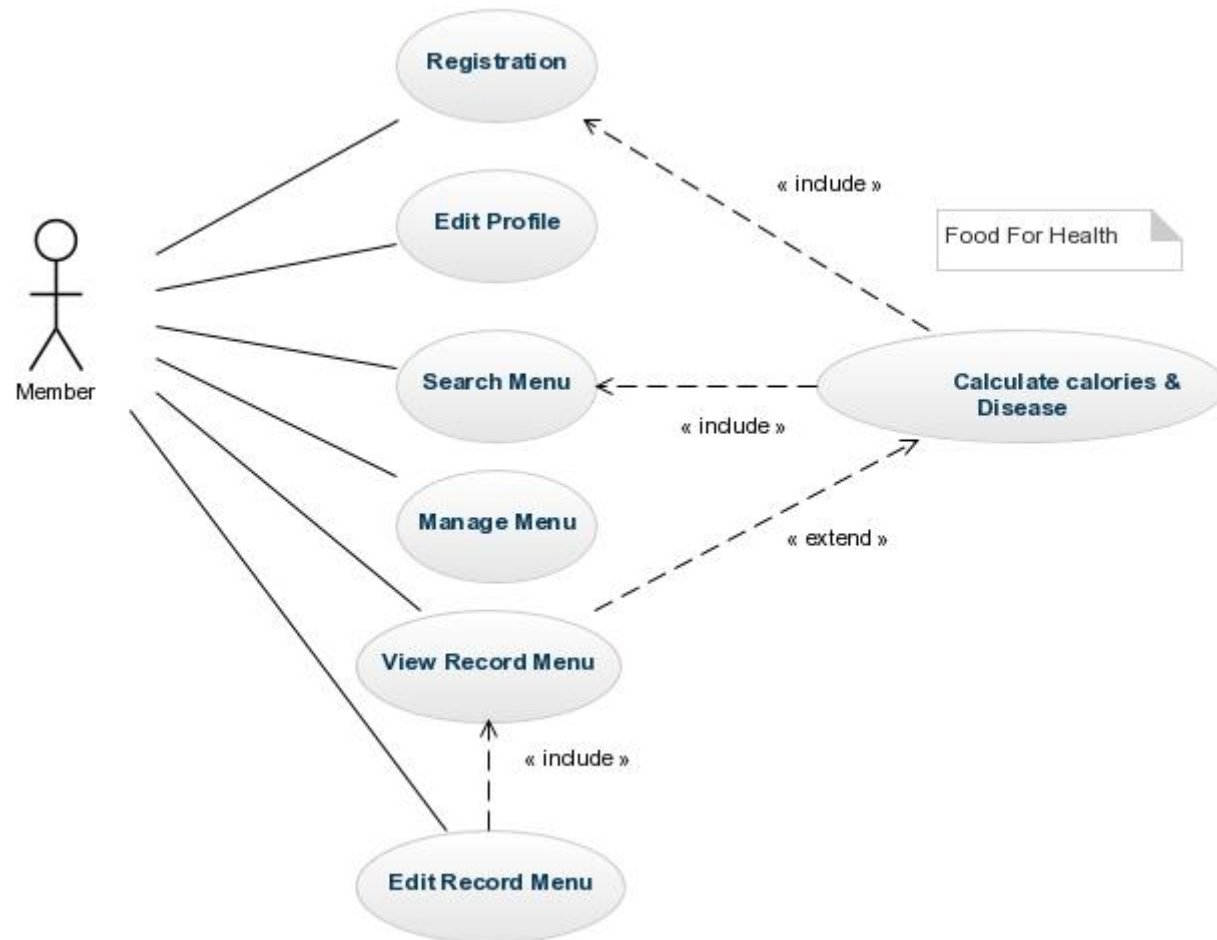 Registration
« include »
Edit Profile
Food For Health
Member
Search Menu
Calculate calories &
Disease
« include »
Manage Menu
« extend »
View Record Menu
« include »
Edit Record Menu